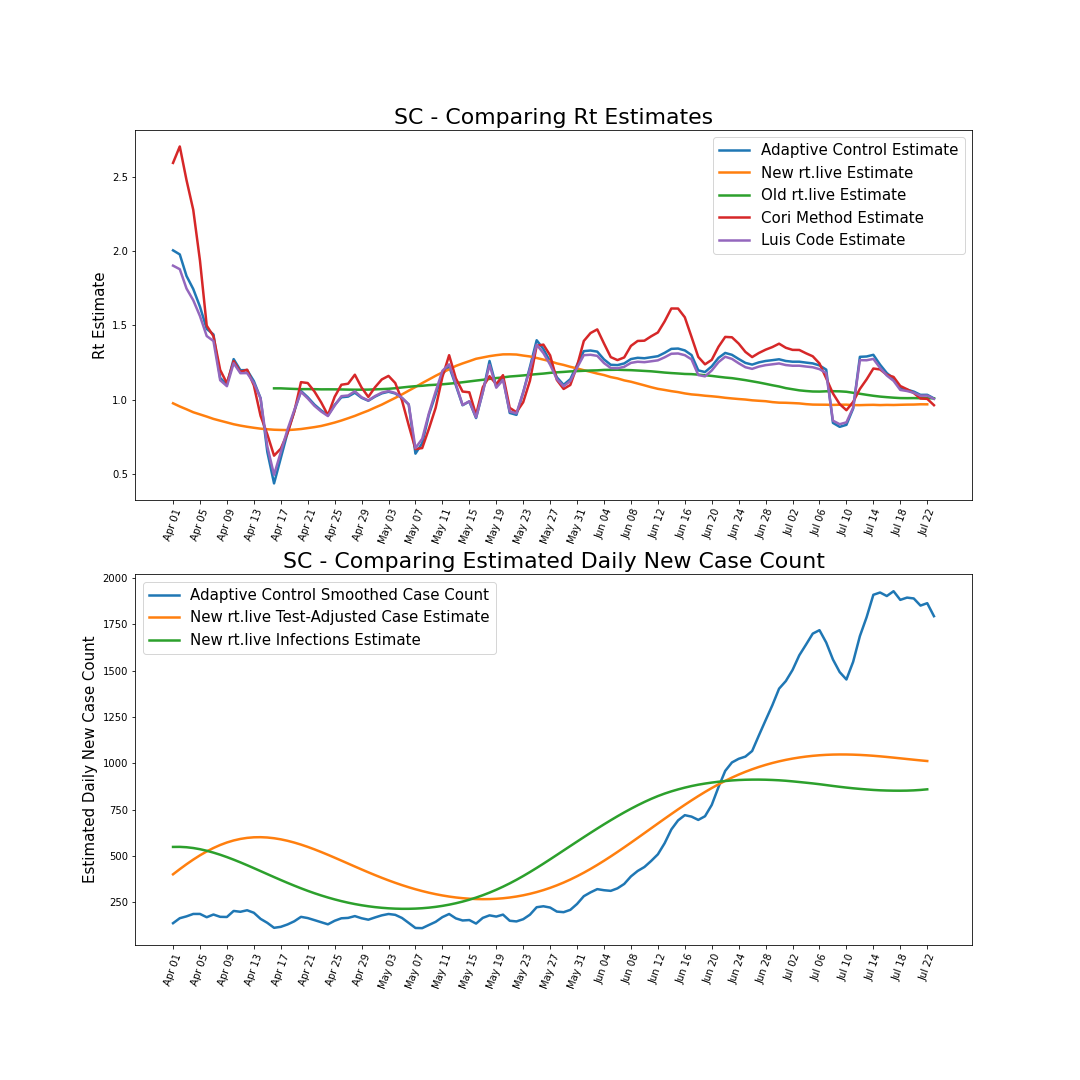 SC - Comparing Rt Estimates
Rt Estimate
2.5
2.0
1.5
1.0
0.5
Adaptive Control Estimate
New rt.live Estimate
Old rt.live Estimate
Cori Method Estimate
Luis Code Estimate
Apr 01 Apr 05 Apr 09 Apr 13 Apr 17 Apr 21 Apr 25 Apr 29 May 03 May 07 May 11 May 15 May 19 May 23 May 27 May 31 Jun 04 Jun 08 Jun 12 Jun 16 Jun 20 Jun 24 Jun 28 Jul 02 Jul 06 Jul 10 Jul 14 Jul 18 Jul 22
SC - Comparing Estimated Daily New Case Count
Estimated Daily New Case Count
2000
1750
1500
1250
1000
750
500
250
Adaptive Control Smoothed Case Count
New rt.live Test-Adjusted Case Estimate
New rt.live Infections Estimate
Apr 01 Apr 05 Apr 09 Apr 13 Apr 17 Apr 21 Apr 25 Apr 29 May 03 May 07 May 11 May 15 May 19 May 23 May 27 May 31 Jun 04 Jun 08 Jun 12 Jun 16 Jun 20 Jun 24 Jun 28 Jul 02 Jul 06 Jul 10 Jul 14 Jul 18 Jul 22